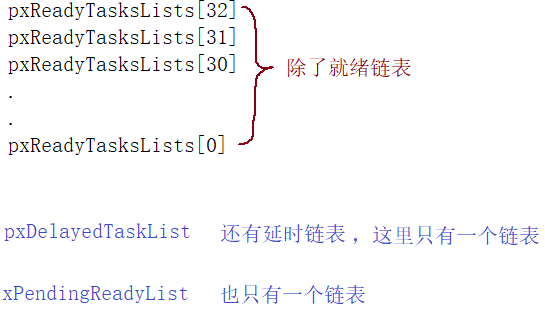 pxReadyTasksLists[32]
pxReadyTasksLists[31]
pxReadyTasksLists[30] 除了就绪链表
.
.
pxReadyTasksLists[0]
pxDelayedTaskList 还有延时链表，这里只有一个链表
xPendingReadyList 也只有一个链表